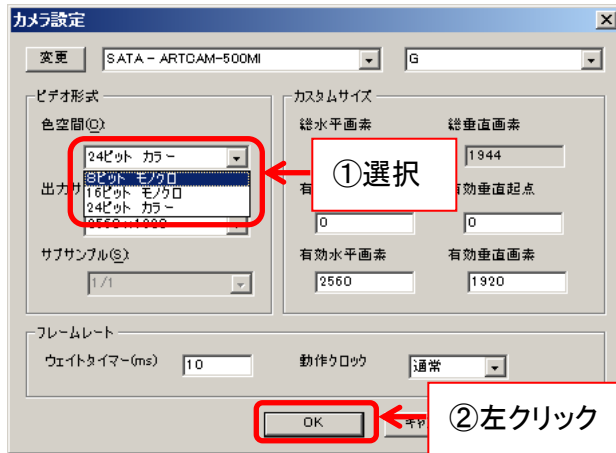 カメラ設定
変更 SATA - ARTCAM-500MI G
ビデオ形式
色空間(C):
24ビット カラー
8ビット モノクロ
16ビット モノクロ
24ビット カラー
出力サ
サブサンプル(S):
1/1
カスタムサイズ
総水平画素 総垂直画素
1944
有 有効垂直起点
0 0
有効水平画素 有効垂直画素
2560 1920
①選択
フレームレート
ウェイトタイマー(ms) 10 動作クロック 通常
OK キャ
②左クリック